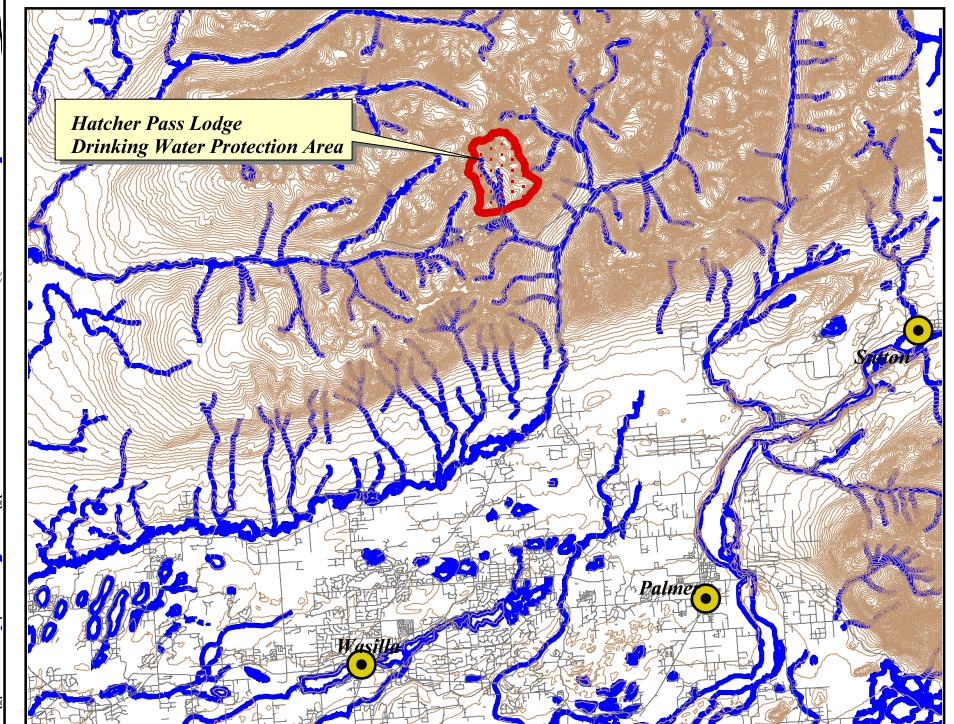 Hatcher Pass Lodge
Drinking Water Protection Area
Sutton
Palmer
Wasilla